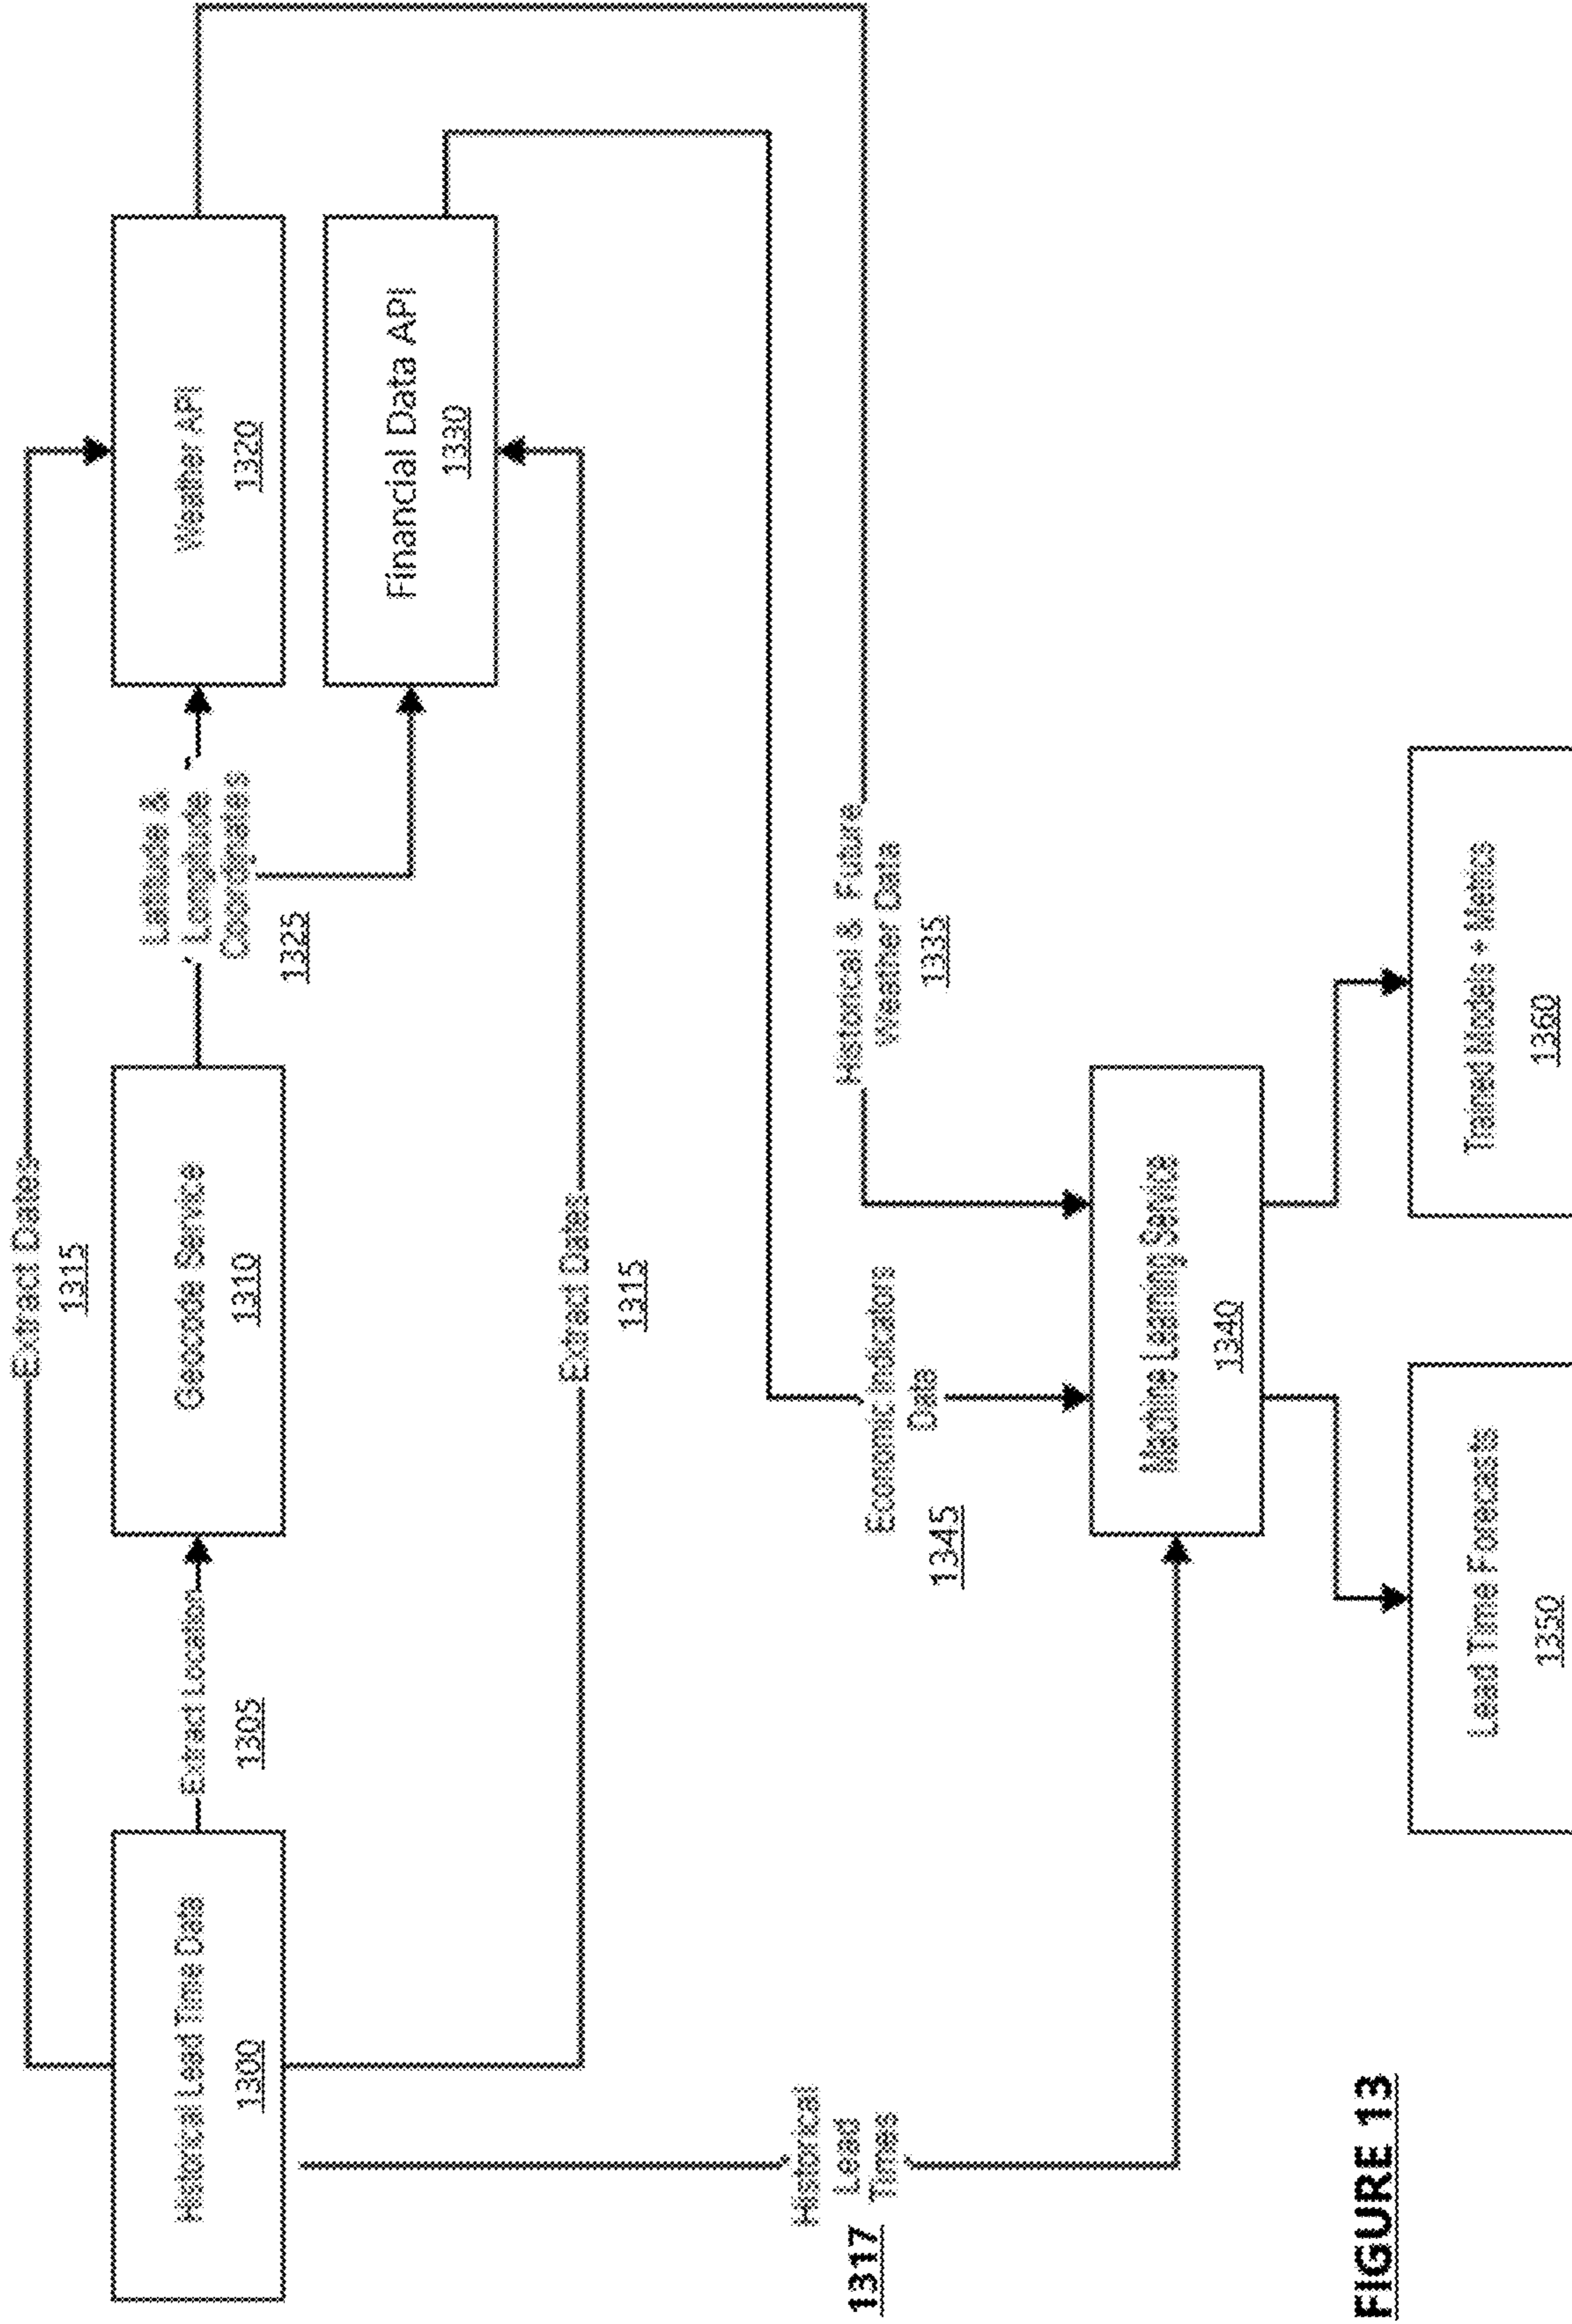 Extract Dates
1315
Historical Lead Time Data
1300
Extract Location
1305
Geocode Service
1310
Latitude &
Longitude
Coordinates
1325
Weather API
1320
Financial Data API
1330
Extract Dates
1315
Historical
Lead
Times
1317
Economic Indicators
Data
1345
Historical & Future
Weather Data
1335
Machine Learning Service
1340
Lead Time Forecasts
1350
Trained Models + Metrics
1360
FIGURE 13